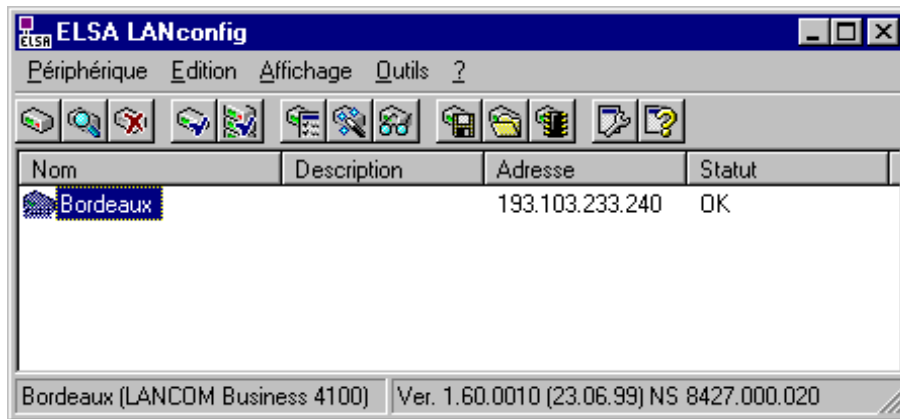 ELSA ELSA LANconfig
Périphérique Edition Affichage Outils ?
Nom Description Adresse Statut
Bordeaux 193.103.233.240 OK
Bordeaux (LANCOM Business 4100) Ver. 1.60.0010 (23.06.99) NS 8427.000.020